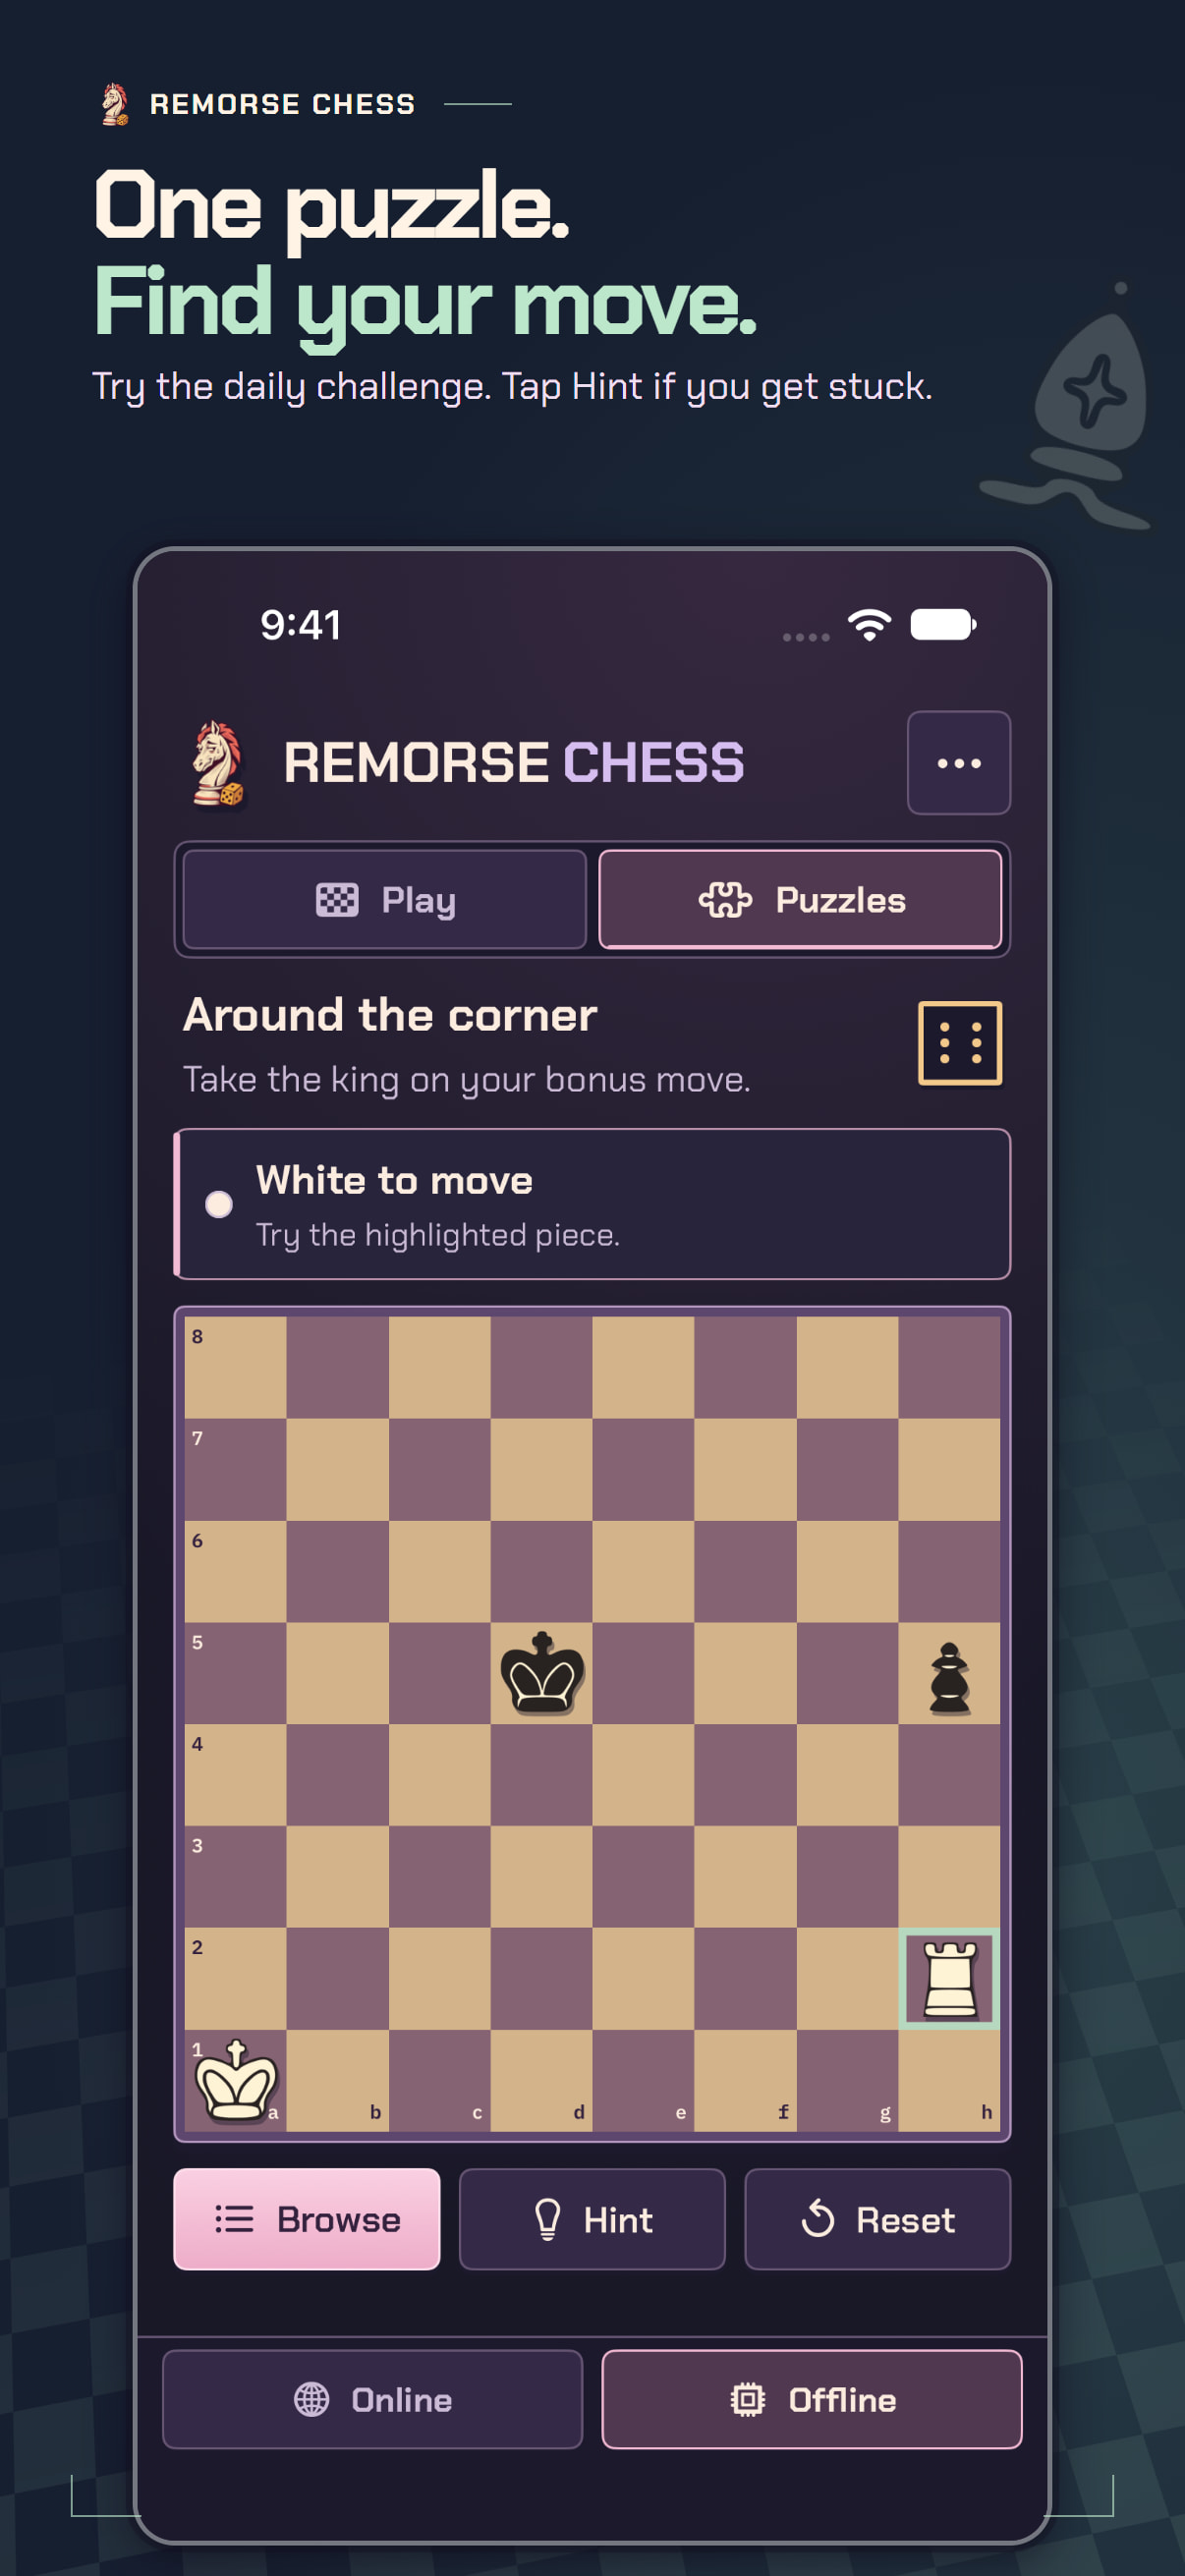 REMORSE CHESS
One puzzle.
Find your move.
Try the daily challenge. Tap Hint if you get stuck.
9:41
REMORSE CHESS
Play
Puzzles
Around the corner
Take the king on your bonus move.
White to move
Try the highlighted piece.
8
7
6
5
4
3
2
1
a b c d e f g h
Browse
Hint
Reset
Online
Offline